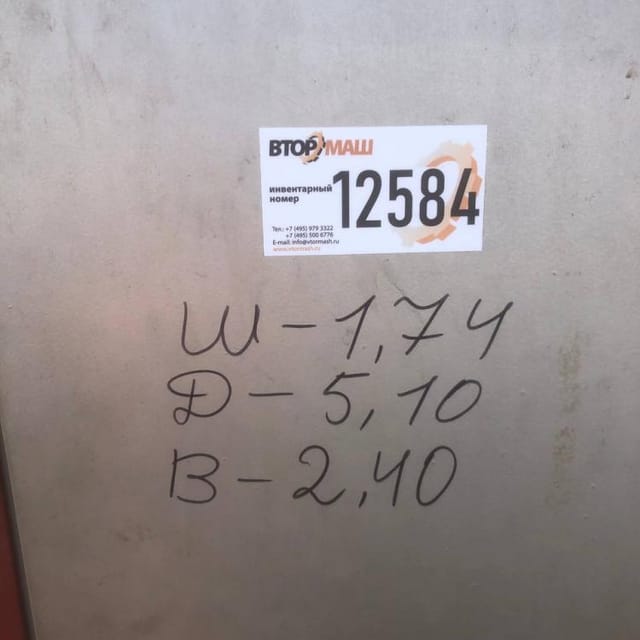 ВТОРМАШ
инвентарный
номер
12584
Тел.: +7 (495) 979 3322
+7 (495) 500 6776
E-mail: info@vtormash.ru
www.vtormash.ru
Ш - 1,74
Д - 5,10
В - 2,40